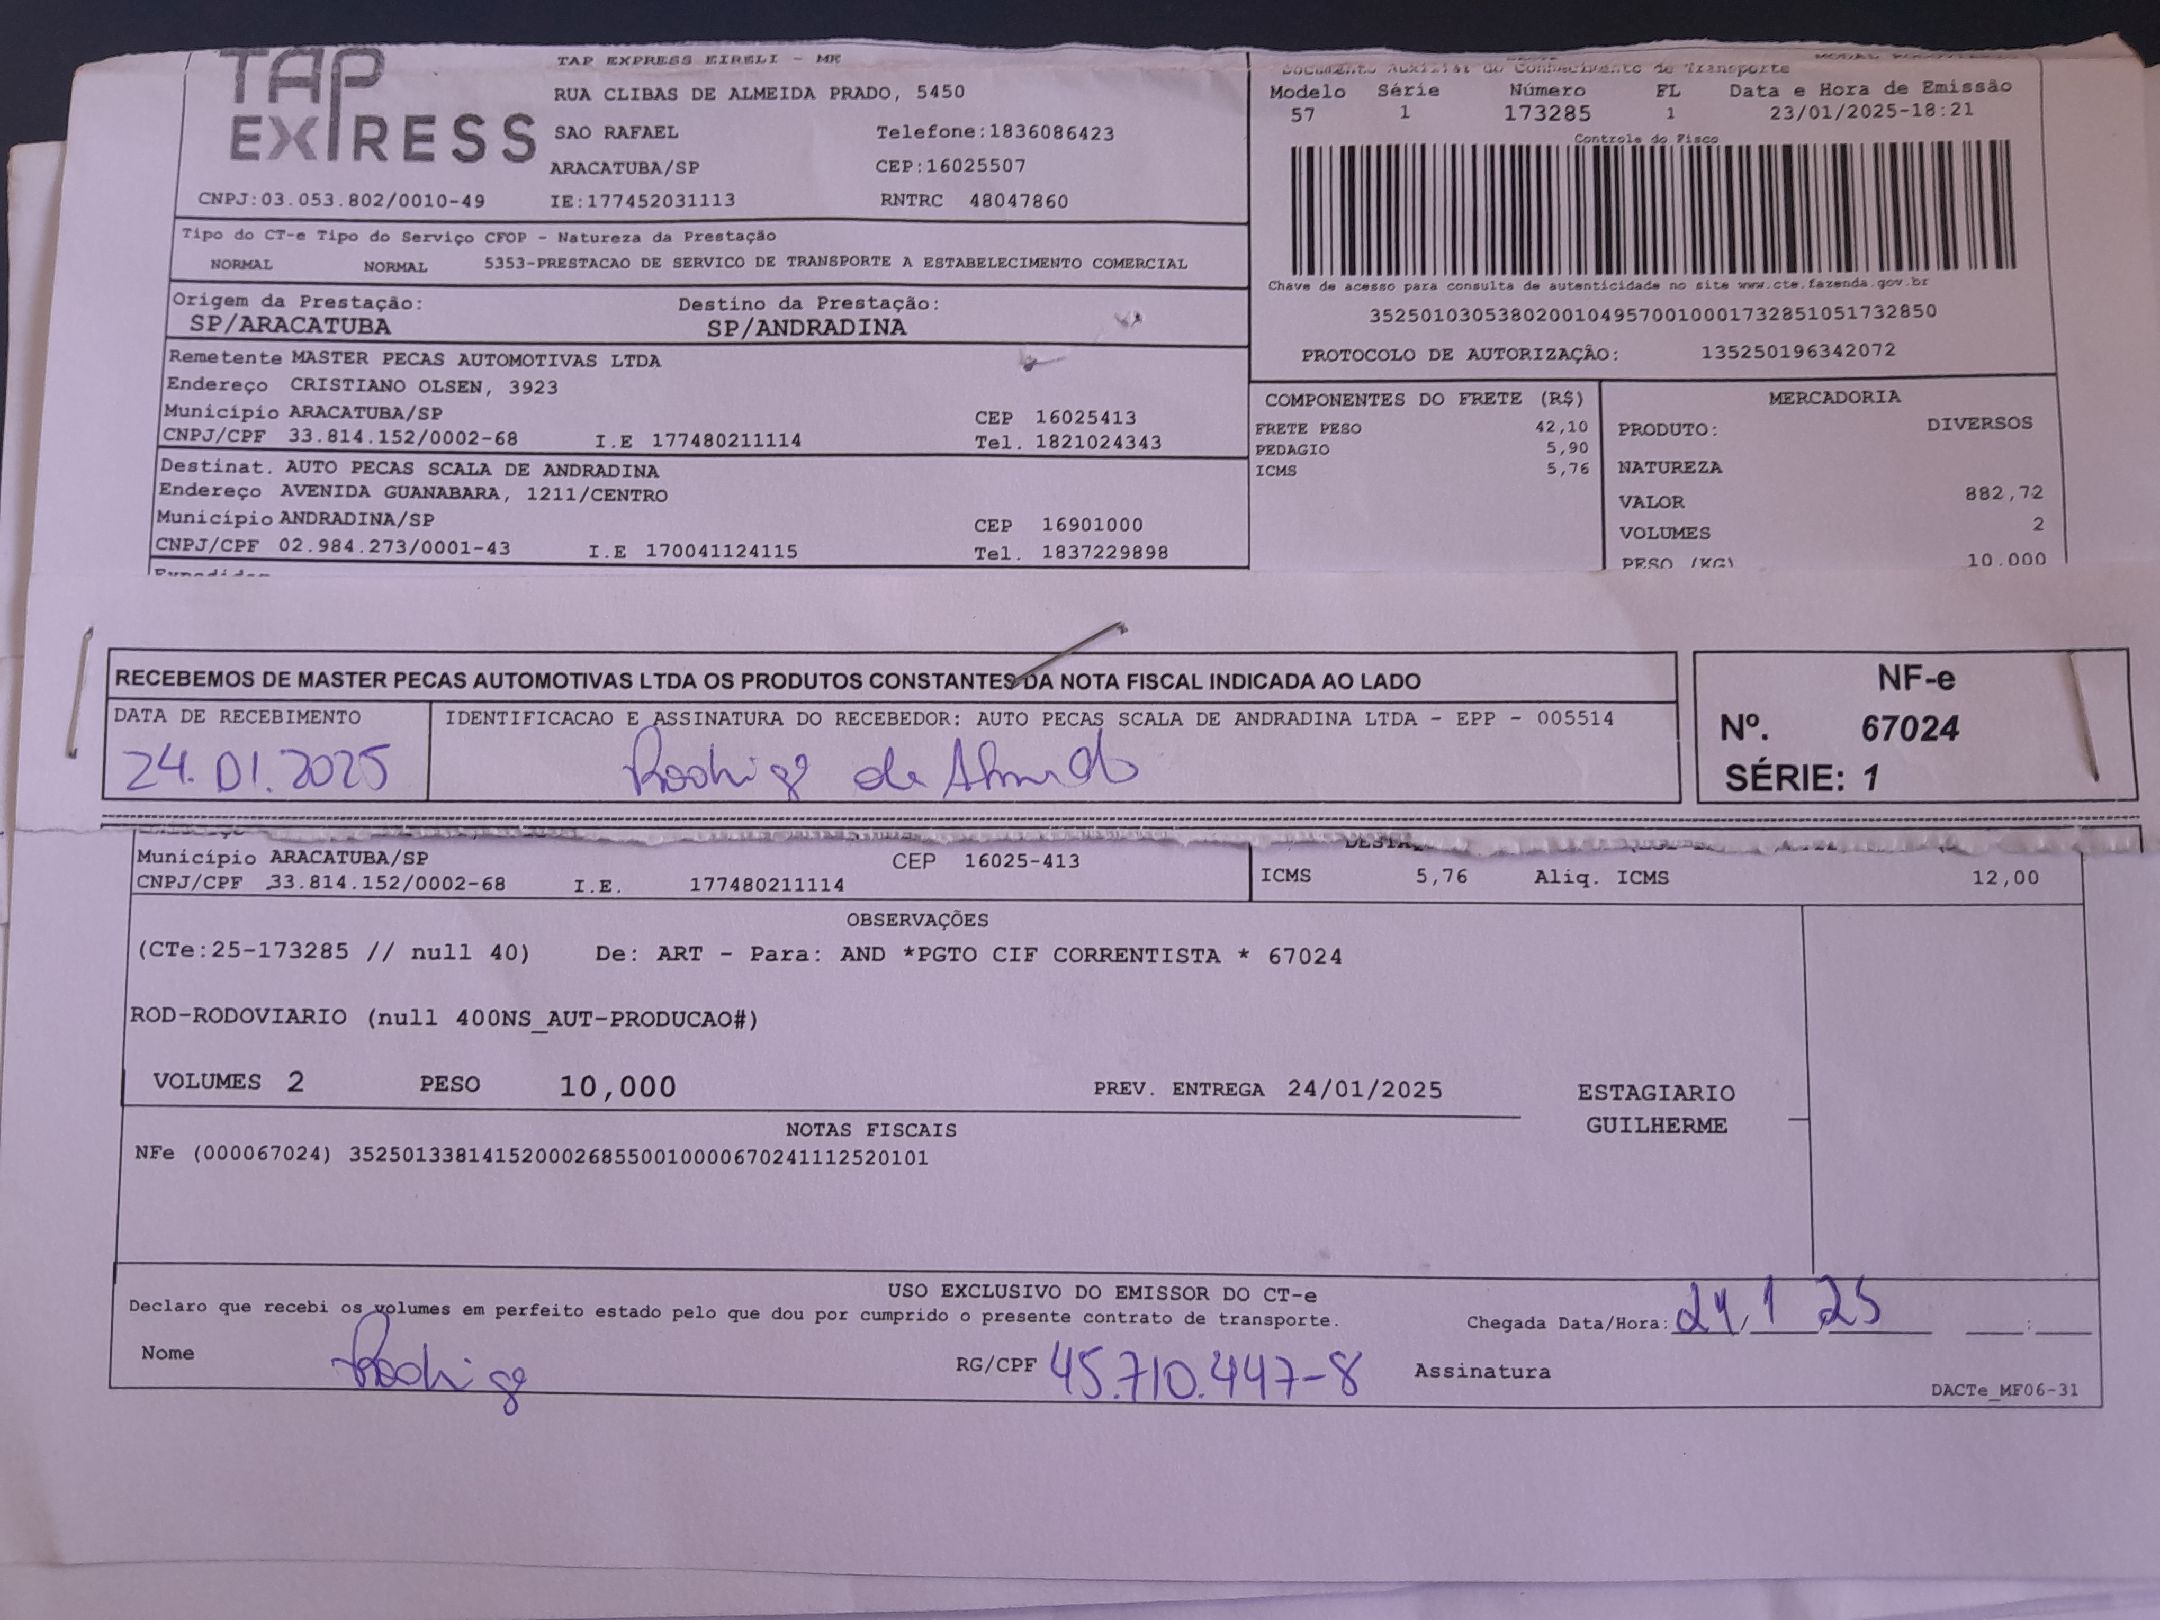 TAP EXPRESS
TAP EXPRESS EIRELI - ME
RUA CLIBAS DE ALMEIDA PRADO, 5450
SAO RAFAEL Telefone:1836086423
ARACATUBA/SP CEP:16025507
CNPJ:03.053.802/0010-49 IE:177452031113 RNTRC 48047860
Documento Auxiliar do Conhecimento de Transporte
Modelo Série Número FL Data e Hora de Emissão
57 1 173285 1 23/01/2025-18:21
Controle do Fisco
Chave de acesso para consulta de autenticidade no site www.cte.fazenda.gov.br
35250103053802001049570010001732851051732850
PROTOCOLO DE AUTORIZAÇÃO: 135250196342072
Tipo do CT-e Tipo do Serviço CFOP - Natureza da Prestação
NORMAL NORMAL 5353-PRESTACAO DE SERVICO DE TRANSPORTE A ESTABELECIMENTO COMERCIAL
Origem da Prestação: Destino da Prestação:
SP/ARACATUBA SP/ANDRADINA
Remetente MASTER PECAS AUTOMOTIVAS LTDA
Endereço CRISTIANO OLSEN, 3923
Município ARACATUBA/SP CEP 16025413
CNPJ/CPF 33.814.152/0002-68 I.E 177480211114 Tel. 1821024343
Destinat. AUTO PECAS SCALA DE ANDRADINA
Endereço AVENIDA GUANABARA, 1211/CENTRO
Município ANDRADINA/SP CEP 16901000
CNPJ/CPF 02.984.273/0001-43 I.E 170041124115 Tel. 1837229898
COMPONENTES DO FRETE (R$)
FRETE PESO 42,10
PEDAGIO 5,90
ICMS 5,76
MERCADORIA
PRODUTO: DIVERSOS
NATUREZA
VALOR 882,72
VOLUMES 2
PESO (KG) 10.000
RECEBEMOS DE MASTER PECAS AUTOMOTIVAS LTDA OS PRODUTOS CONSTANTES DA NOTA FISCAL INDICADA AO LADO
DATA DE RECEBIMENTO IDENTIFICACAO E ASSINATURA DO RECEBEDOR: AUTO PECAS SCALA DE ANDRADINA LTDA - EPP - 005514
24.01.2025 Rodrigo de Almeida
NF-e
Nº. 67024
SÉRIE: 1
Município ARACATUBA/SP CEP 16025-413
CNPJ/CPF 33.814.152/0002-68 I.E. 177480211114
ICMS 5,76 Aliq. ICMS 12,00
OBSERVAÇÕES
(CTe:25-173285 // null 40) De: ART - Para: AND *PGTO CIF CORRENTISTA * 67024
ROD-RODOVIARIO (null 400NS_AUT-PRODUCAO#)
VOLUMES 2 PESO 10,000 PREV. ENTREGA 24/01/2025
ESTAGIARIO
GUILHERME
NOTAS FISCAIS
NFe (000067024) 35250133814152000268550010000670241112520101
USO EXCLUSIVO DO EMISSOR DO CT-e
Declaro que recebi os volumes em perfeito estado pelo que dou por cumprido o presente contrato de transporte.
Chegada Data/Hora: 24/1/25 :
Nome Rodrigo RG/CPF 45.710.447-8 Assinatura
DACTe_MF06-31